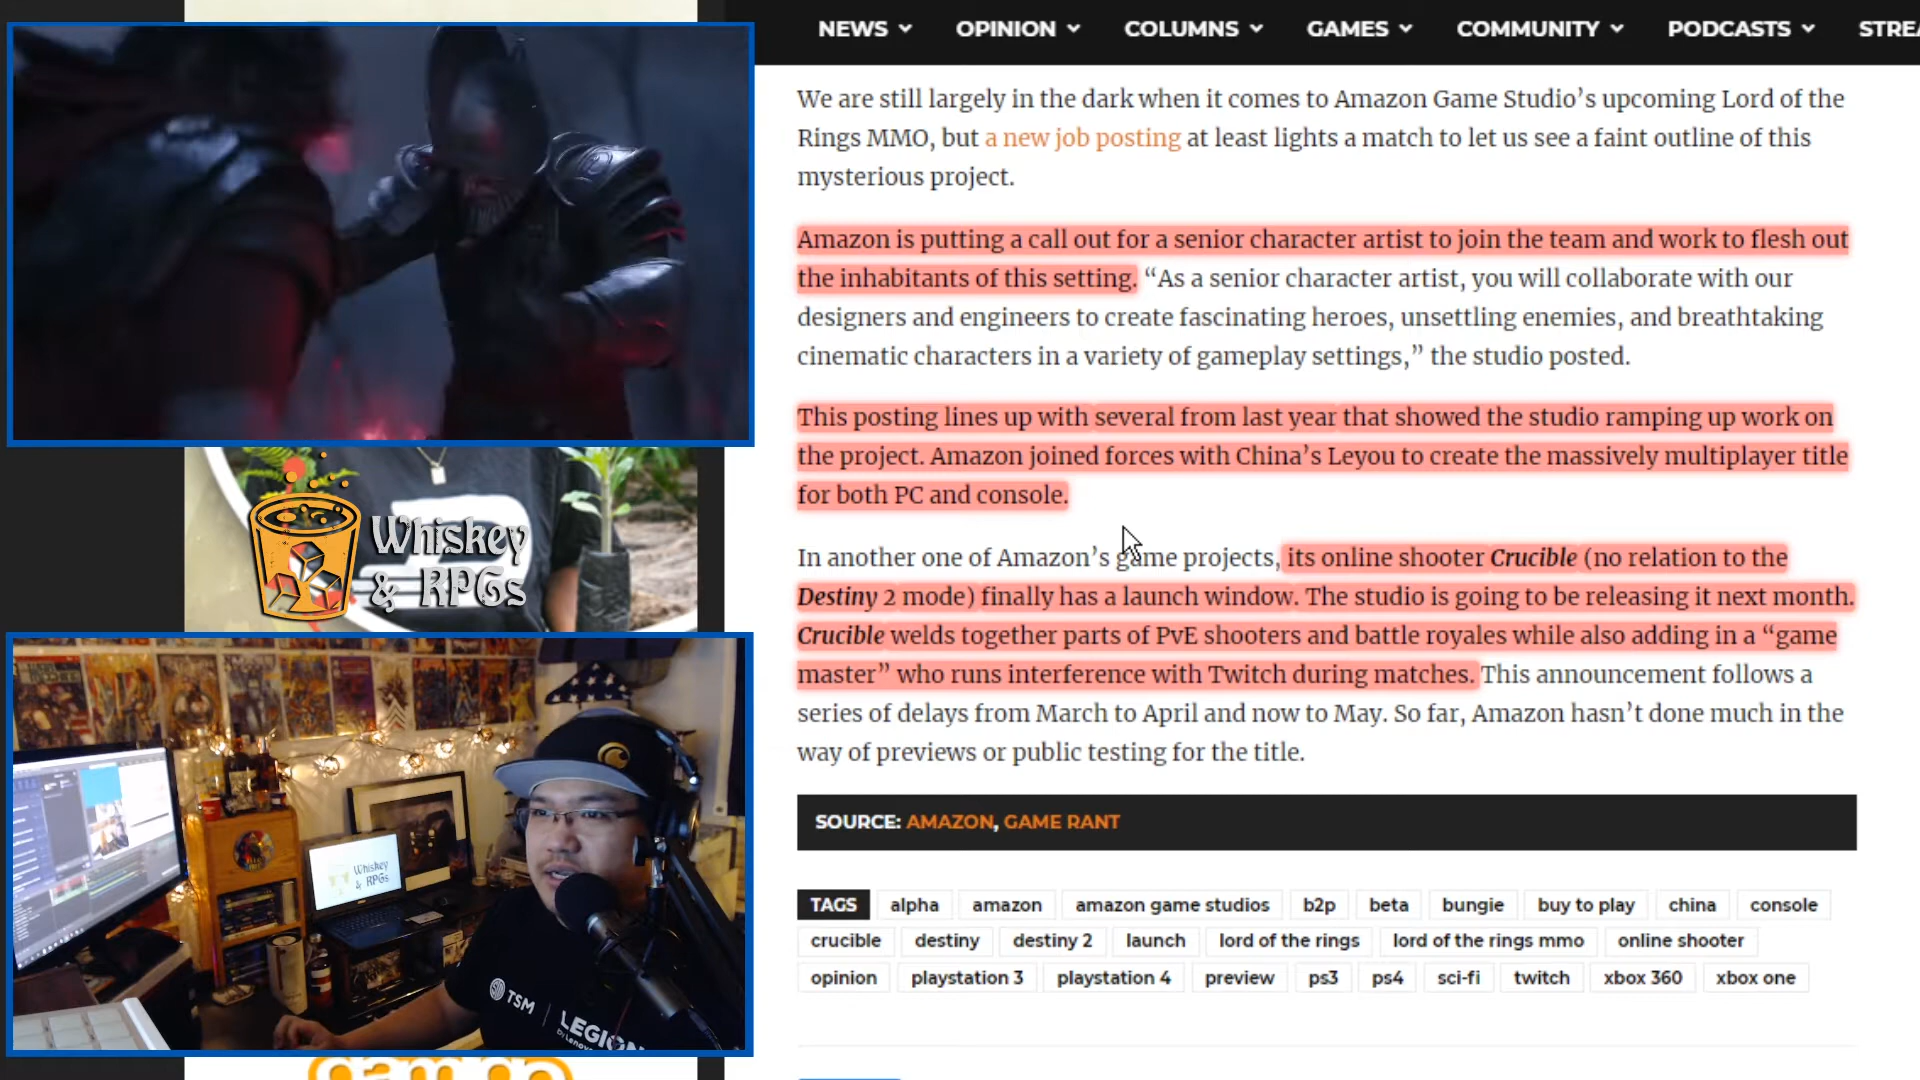 NEWS OPINION COLUMNS GAMES COMMUNITY PODCASTS
We are still largely in the dark when it comes to Amazon Game Studio’s upcoming Lord of the
Rings MMO, but a new job posting at least lights a match to let us see a faint outline of this
mysterious project.
Amazon is putting a call out for a senior character artist to join the team and work to flesh out
the inhabitants of this setting. “As a senior character artist, you will collaborate with our
designers and engineers to create fascinating heroes, unsettling enemies, and breathtaking
cinematic characters in a variety of gameplay settings,” the studio posted.
This posting lines up with several from last year that showed the studio ramping up work on
the project. Amazon joined forces with China’s Leyou to create the massively multiplayer title
for both PC and console.
In another one of Amazon’s game projects, its online shooter Crucible (no relation to the
Destiny 2 mode) finally has a launch window. The studio is going to be releasing it next month.
Crucible welds together parts of PvE shooters and battle royales while also adding in a “game
master” who runs interference with Twitch during matches. This announcement follows a
series of delays from March to April and now to May. So far, Amazon hasn’t done much in the
way of previews or public testing for the title.
SOURCE: AMAZON, GAME RANT
TAGS alpha amazon amazon game studios b2p beta bungie buy to play china console
crucible destiny destiny 2 launch lord of the rings lord of the rings mmo online shooter
opinion playstation 3 playstation 4 preview ps3 ps4 sci-fi twitch xbox 360 xbox one
Whiskey
& RPGs
Whiskey
& RPGs
TSM
LEGION